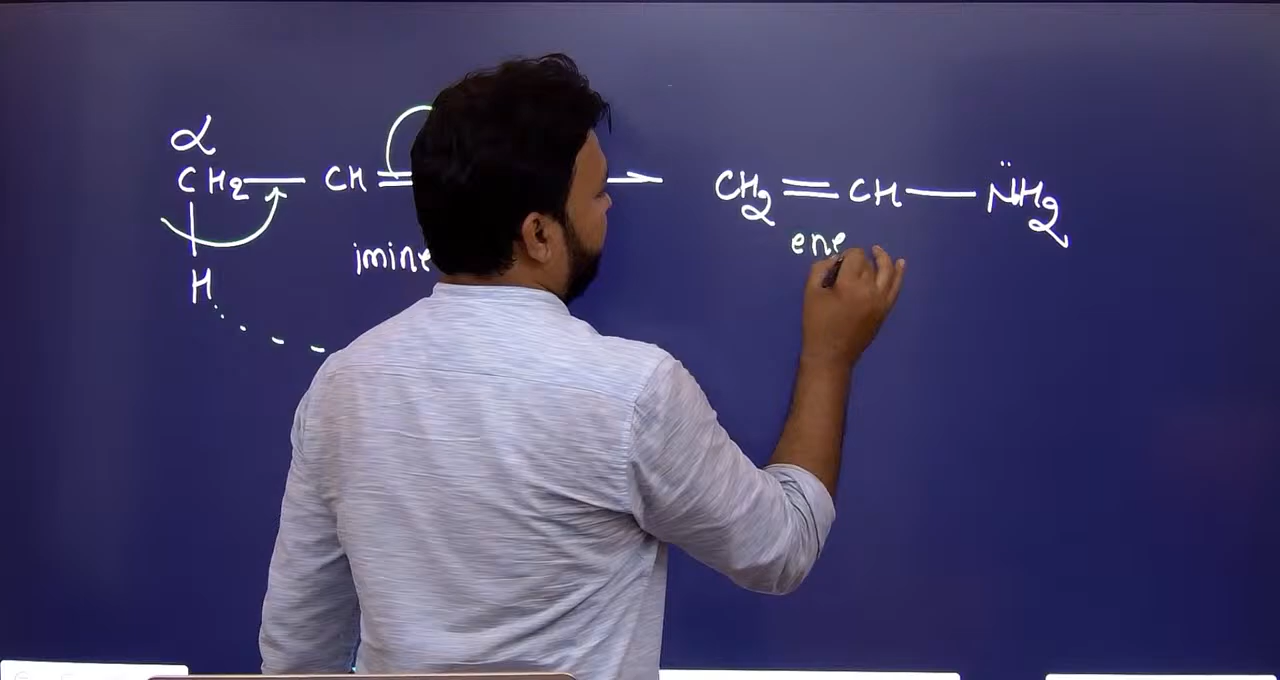 α
CH2 — CH =
→ CH2 = CH — N̈H2
H
imine
ene